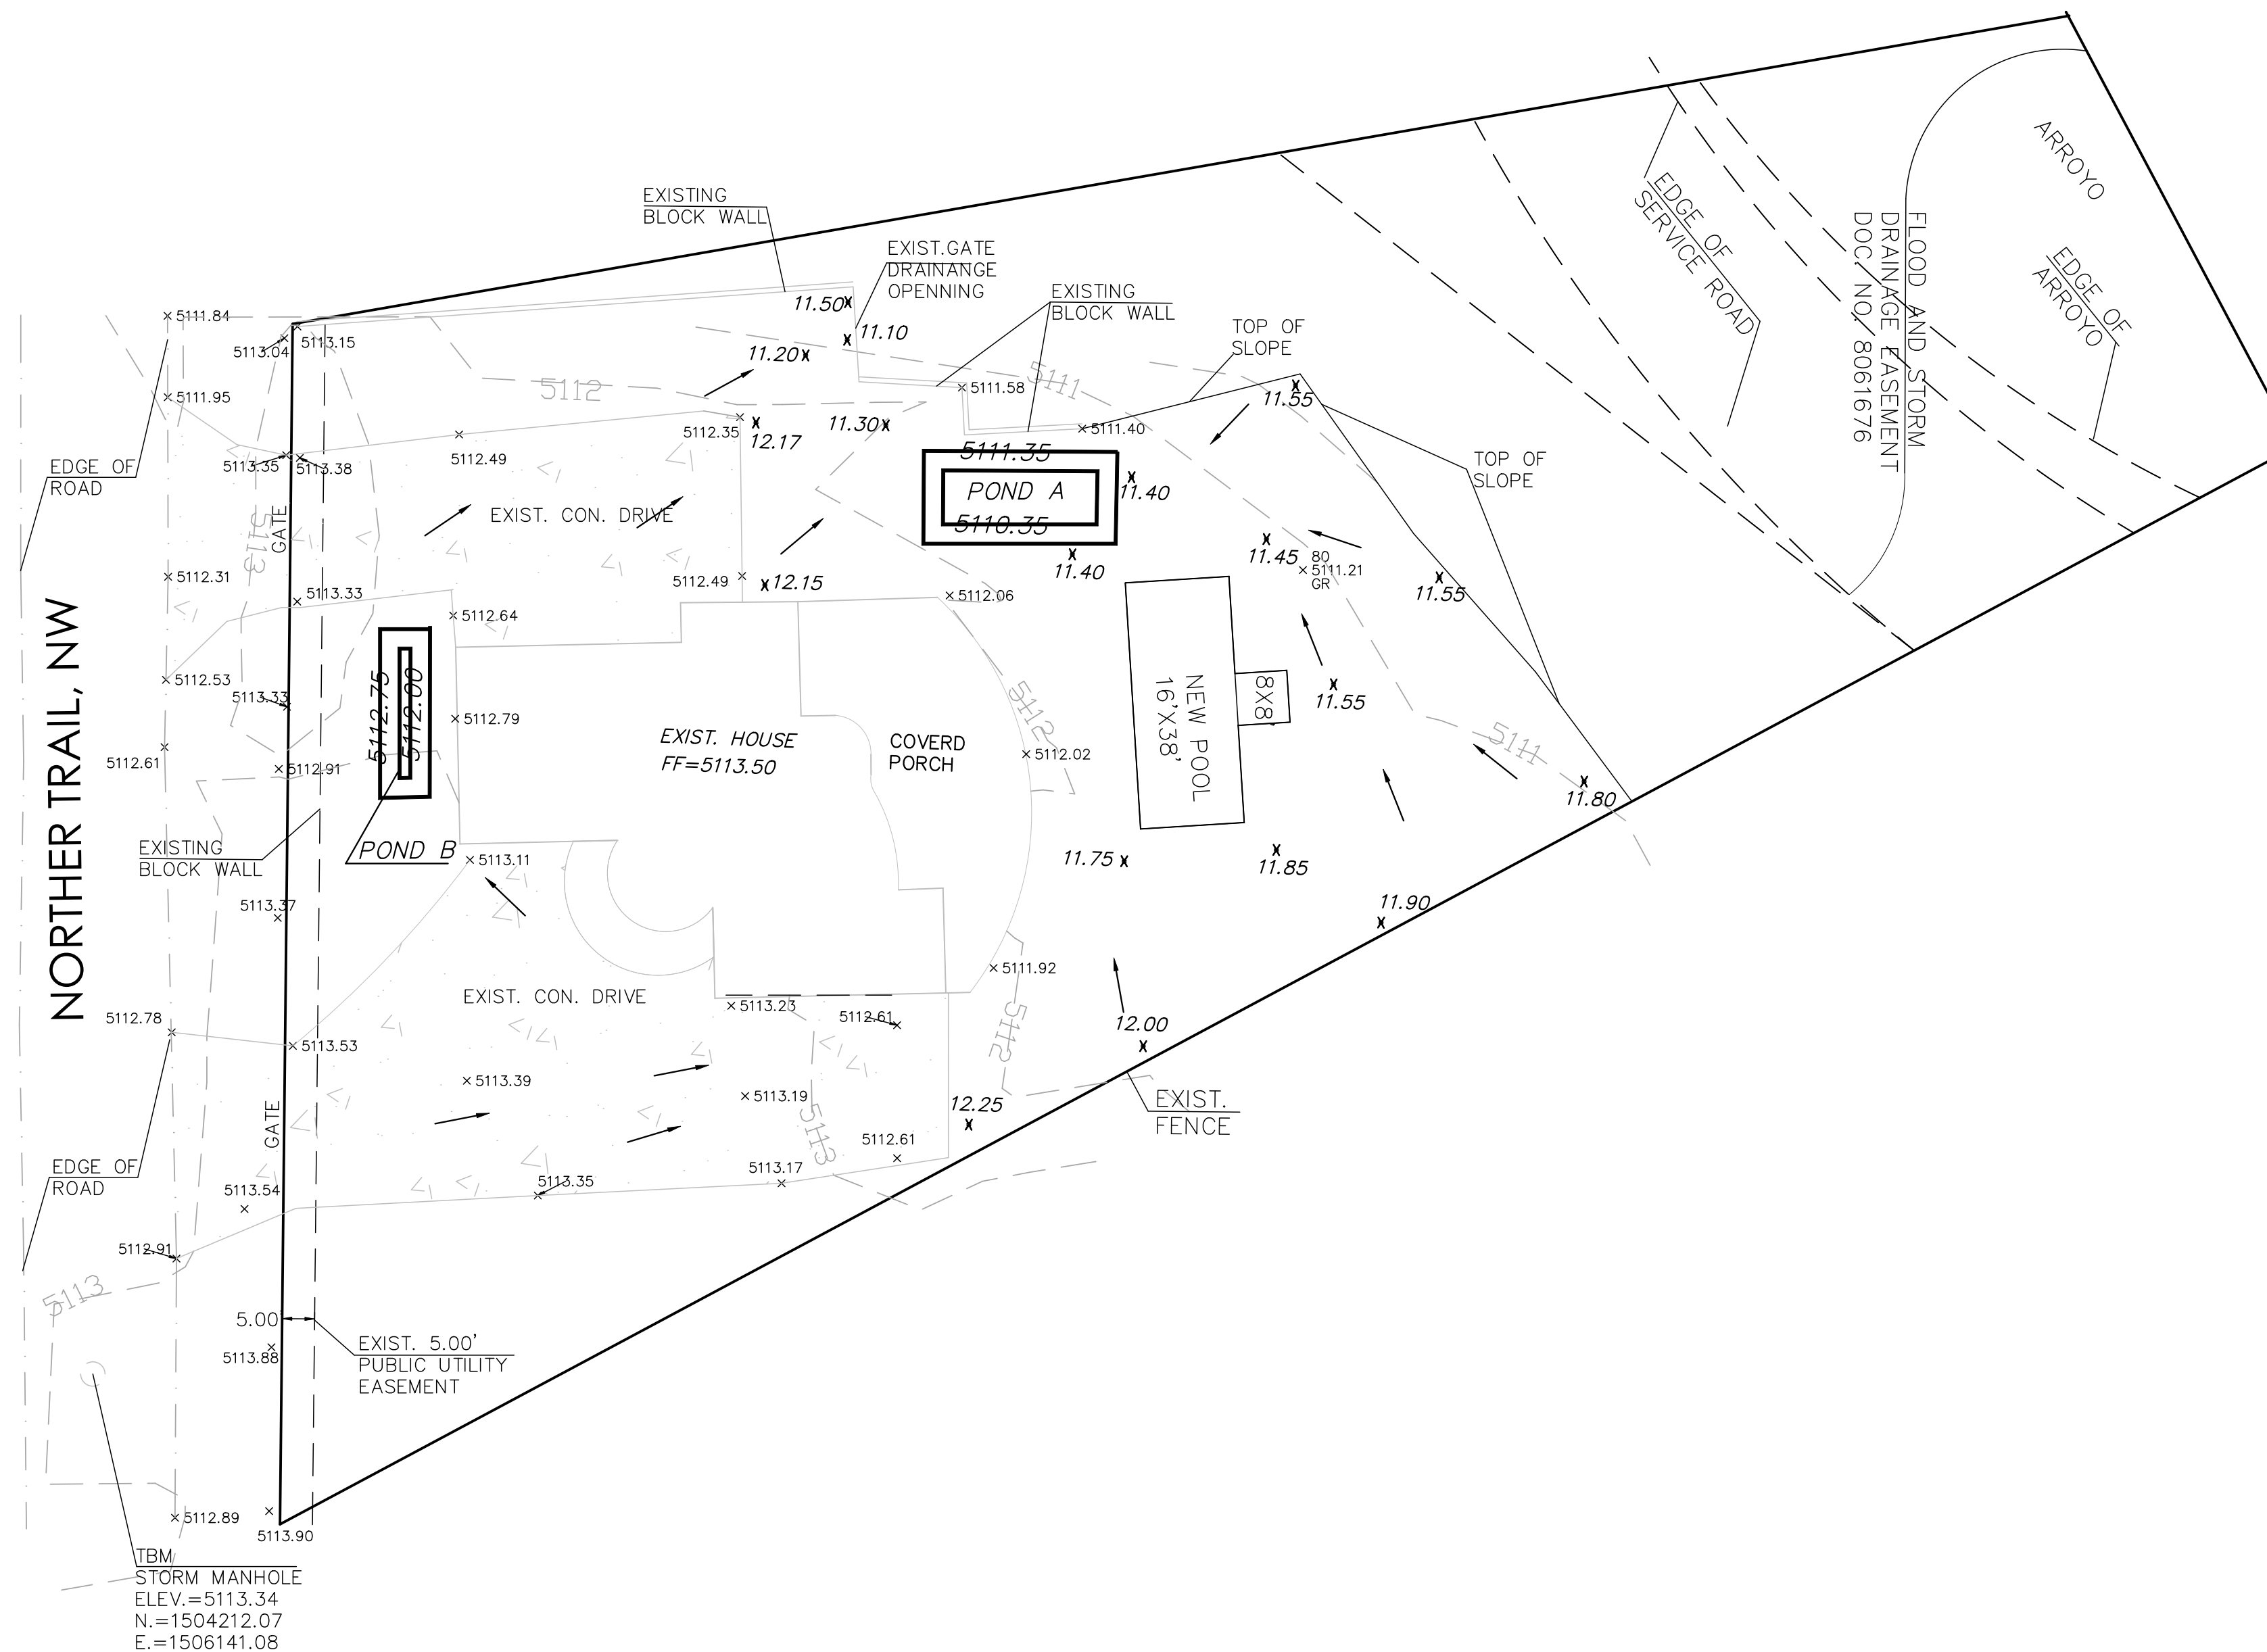 EXISTING
BLOCK WALL
EXIST.GATE
DRAINANGE
OPENNING
EXISTING
BLOCK WALL
TOP OF
SLOPE
TOP OF
SLOPE
EDGE OF
SERVICE ROAD
FLOOD AND STORM
DRAINAGE EASEMENT
DOC. NO. 8061676
ARROYO
EDGE OF
ARROYO
11.50
11.10
11.20
11.30
5111.84
5113.04
5113.15
5111.95
5112
5111
5111.58
5111.40
11.55
5112.35
12.17
5112.49
5113.35
5113.38
EDGE OF
ROAD
GATE
5113
EXIST. CON. DRIVE
5111.35
POND A
5110.35
11.40
11.40
11.45
80
5111.21
GR
11.55
5112.31
5113.33
5112.64
5112.49
12.15
5112.06
NORTHER TRAIL, NW
5112.53
5113.33
5112.75
5112.00
5112.79
5112.61
5112.91
EXIST. HOUSE
FF=5113.50
COVERD
PORCH
5112
5112.02
NEW POOL
16'X38'
8X8
11.55
5111
11.80
EXISTING
BLOCK WALL
POND B
5113.11
11.75
11.85
11.90
5113.37
5111.92
5112.78
5113.53
EXIST. CON. DRIVE
5113.23
5112.61
5112
12.00
5113.39
5113.19
5113
12.25
EXIST.
FENCE
GATE
5112.61
EDGE OF
ROAD
5113.54
5113.35
5113.17
5112.91
5113
5.00'
5113.88
EXIST. 5.00'
PUBLIC UTILITY
EASEMENT
5112.89
5113.90
TBM
STORM MANHOLE
ELEV.=5113.34
N.=1504212.07
E.=1506141.08